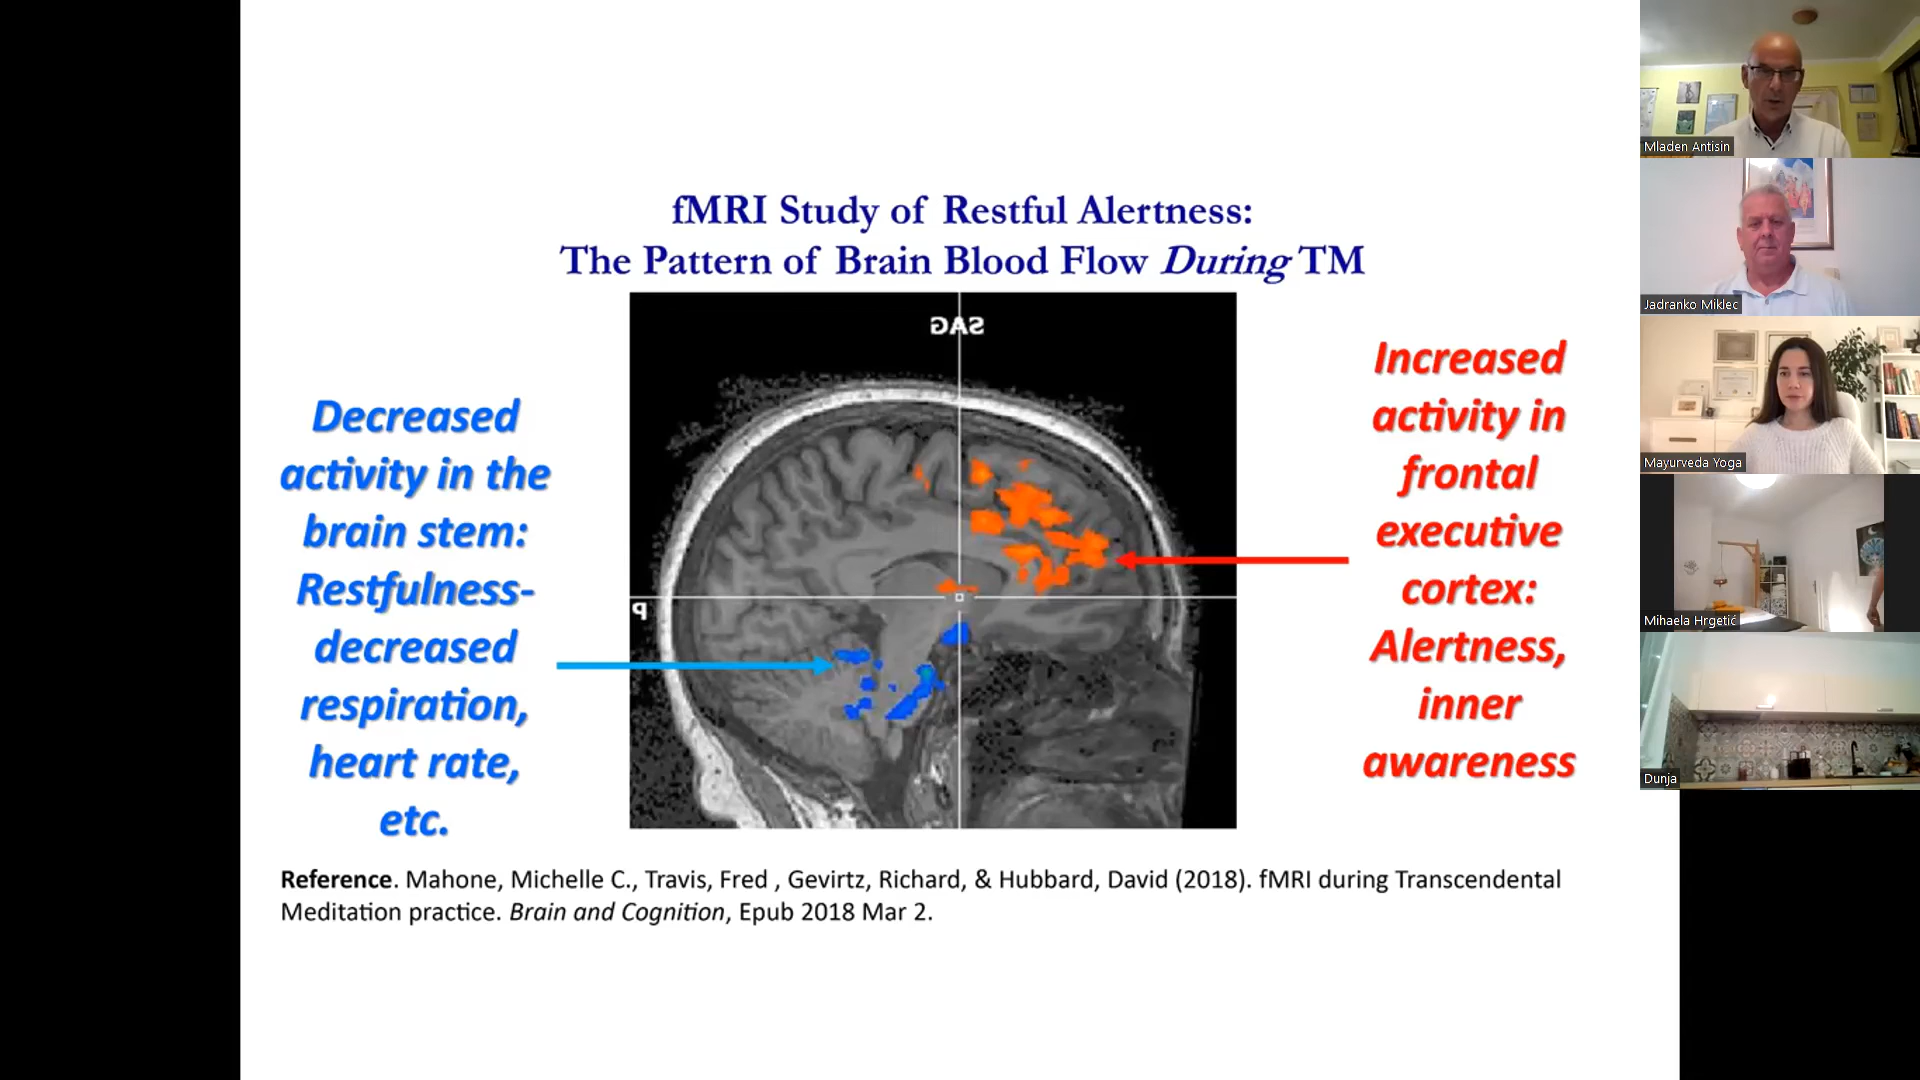 fMRI Study of Restful Alertness:
The Pattern of Brain Blood Flow During TM
SAG
P
Decreased
activity in the
brain stem:
Restfulness-
decreased
respiration,
heart rate,
etc.
Increased
activity in
frontal
executive
cortex:
Alertness,
inner
awareness
Reference. Mahone, Michelle C., Travis, Fred , Gevirtz, Richard, & Hubbard, David (2018). fMRI during Transcendental
Meditation practice. Brain and Cognition, Epub 2018 Mar 2.
Mladen Antisin
Jadranko Miklec
Mayurveda Yoga
Mihaela Hrgetić
Dunja